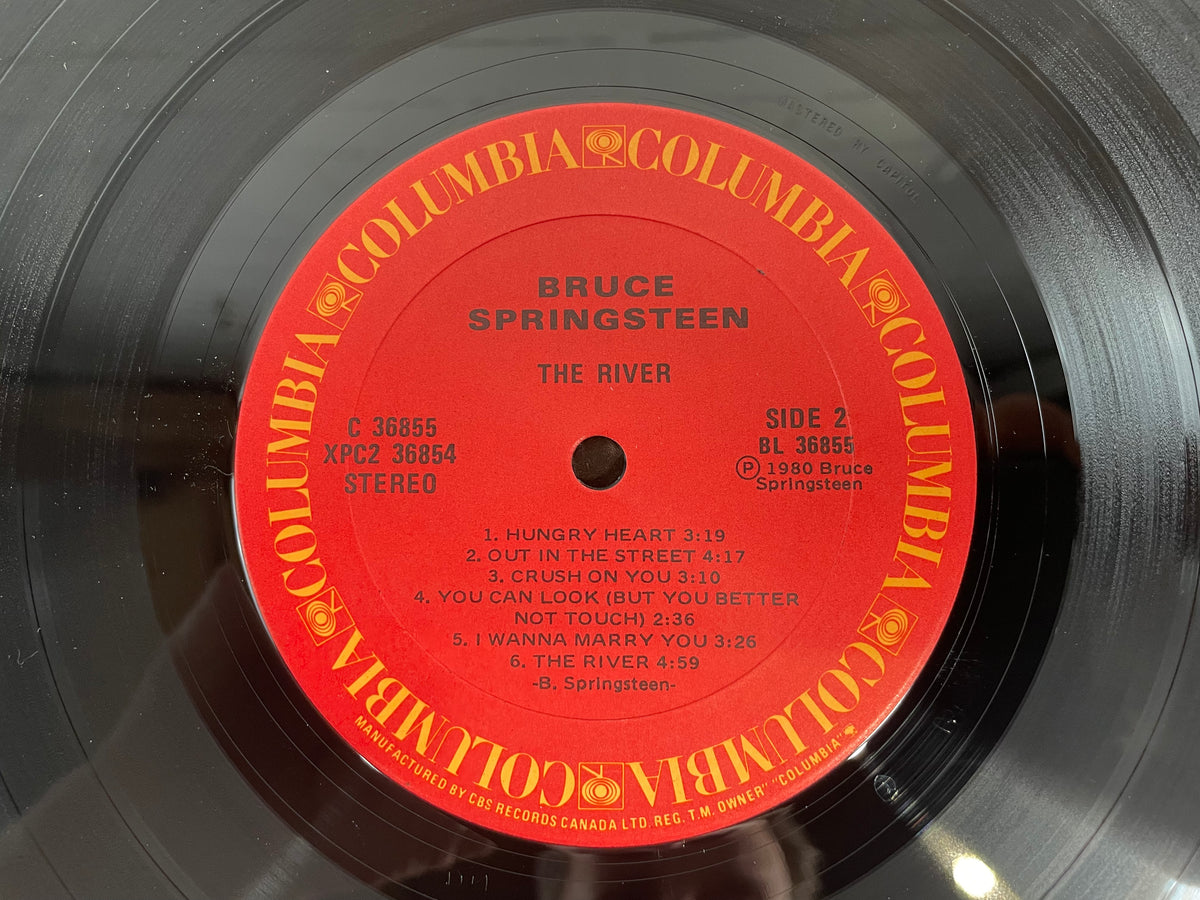 COLUMBIA COLUMBIA COLUMBIA COLUMBIA COLUMBIA COLUMBIA COLUMBIA COLUMBIA
MASTERED BY CAPITOL
BRUCE
SPRINGSTEEN
THE RIVER
C 36855
XPC2 36854
STEREO
SIDE 2
BL 36855
Ⓟ 1980 Bruce
Springsteen
1. HUNGRY HEART 3:19
2. OUT IN THE STREET 4:17
3. CRUSH ON YOU 3:10
4. YOU CAN LOOK (BUT YOU BETTER
NOT TOUCH) 2:36
5. I WANNA MARRY YOU 3:26
6. THE RIVER 4:59
-B. Springsteen-
MANUFACTURED BY CBS RECORDS CANADA LTD. REG. T.M. OWNER" "COLUMBIA"